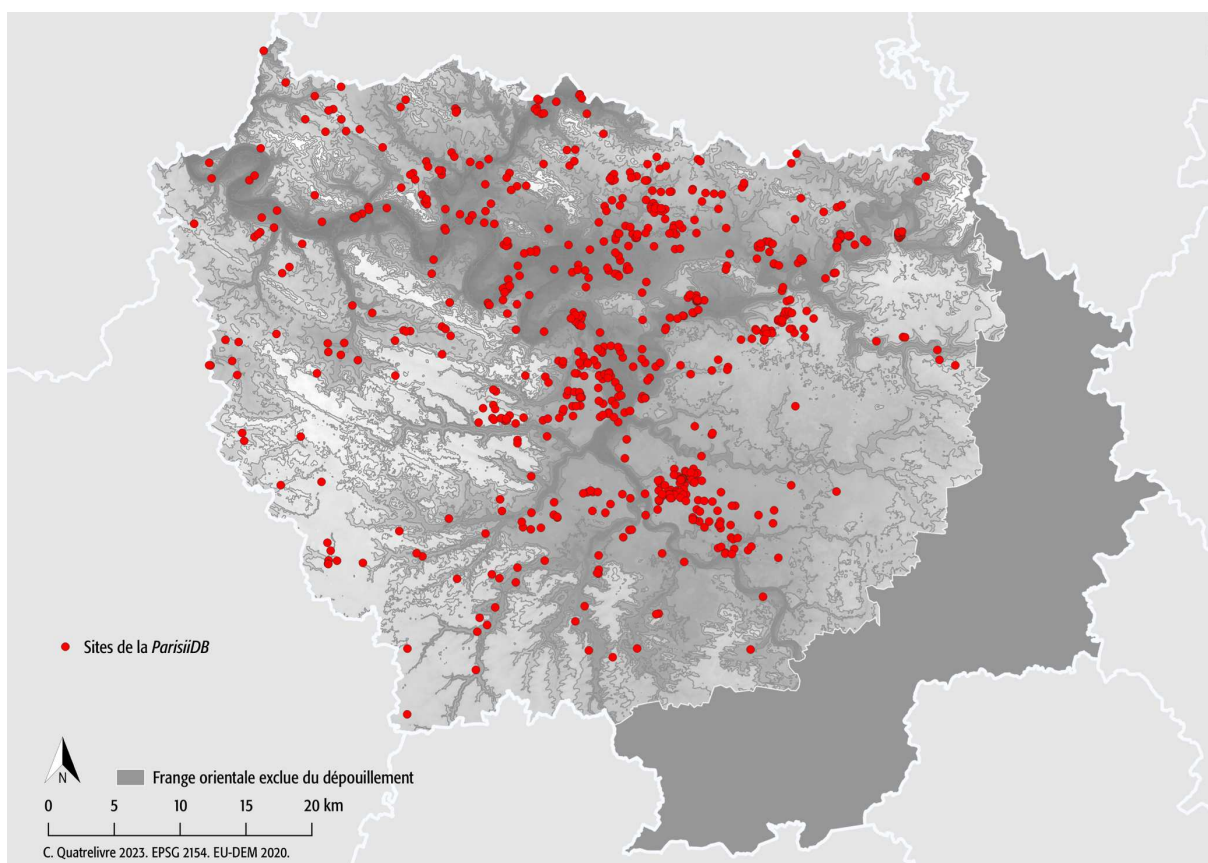 Sites de la ParisiiDB
N
Frange orientale exclue du dépouillement
0 5 10 15 20 km
C. Quatrelivre 2023. EPSG 2154. EU-DEM 2020.